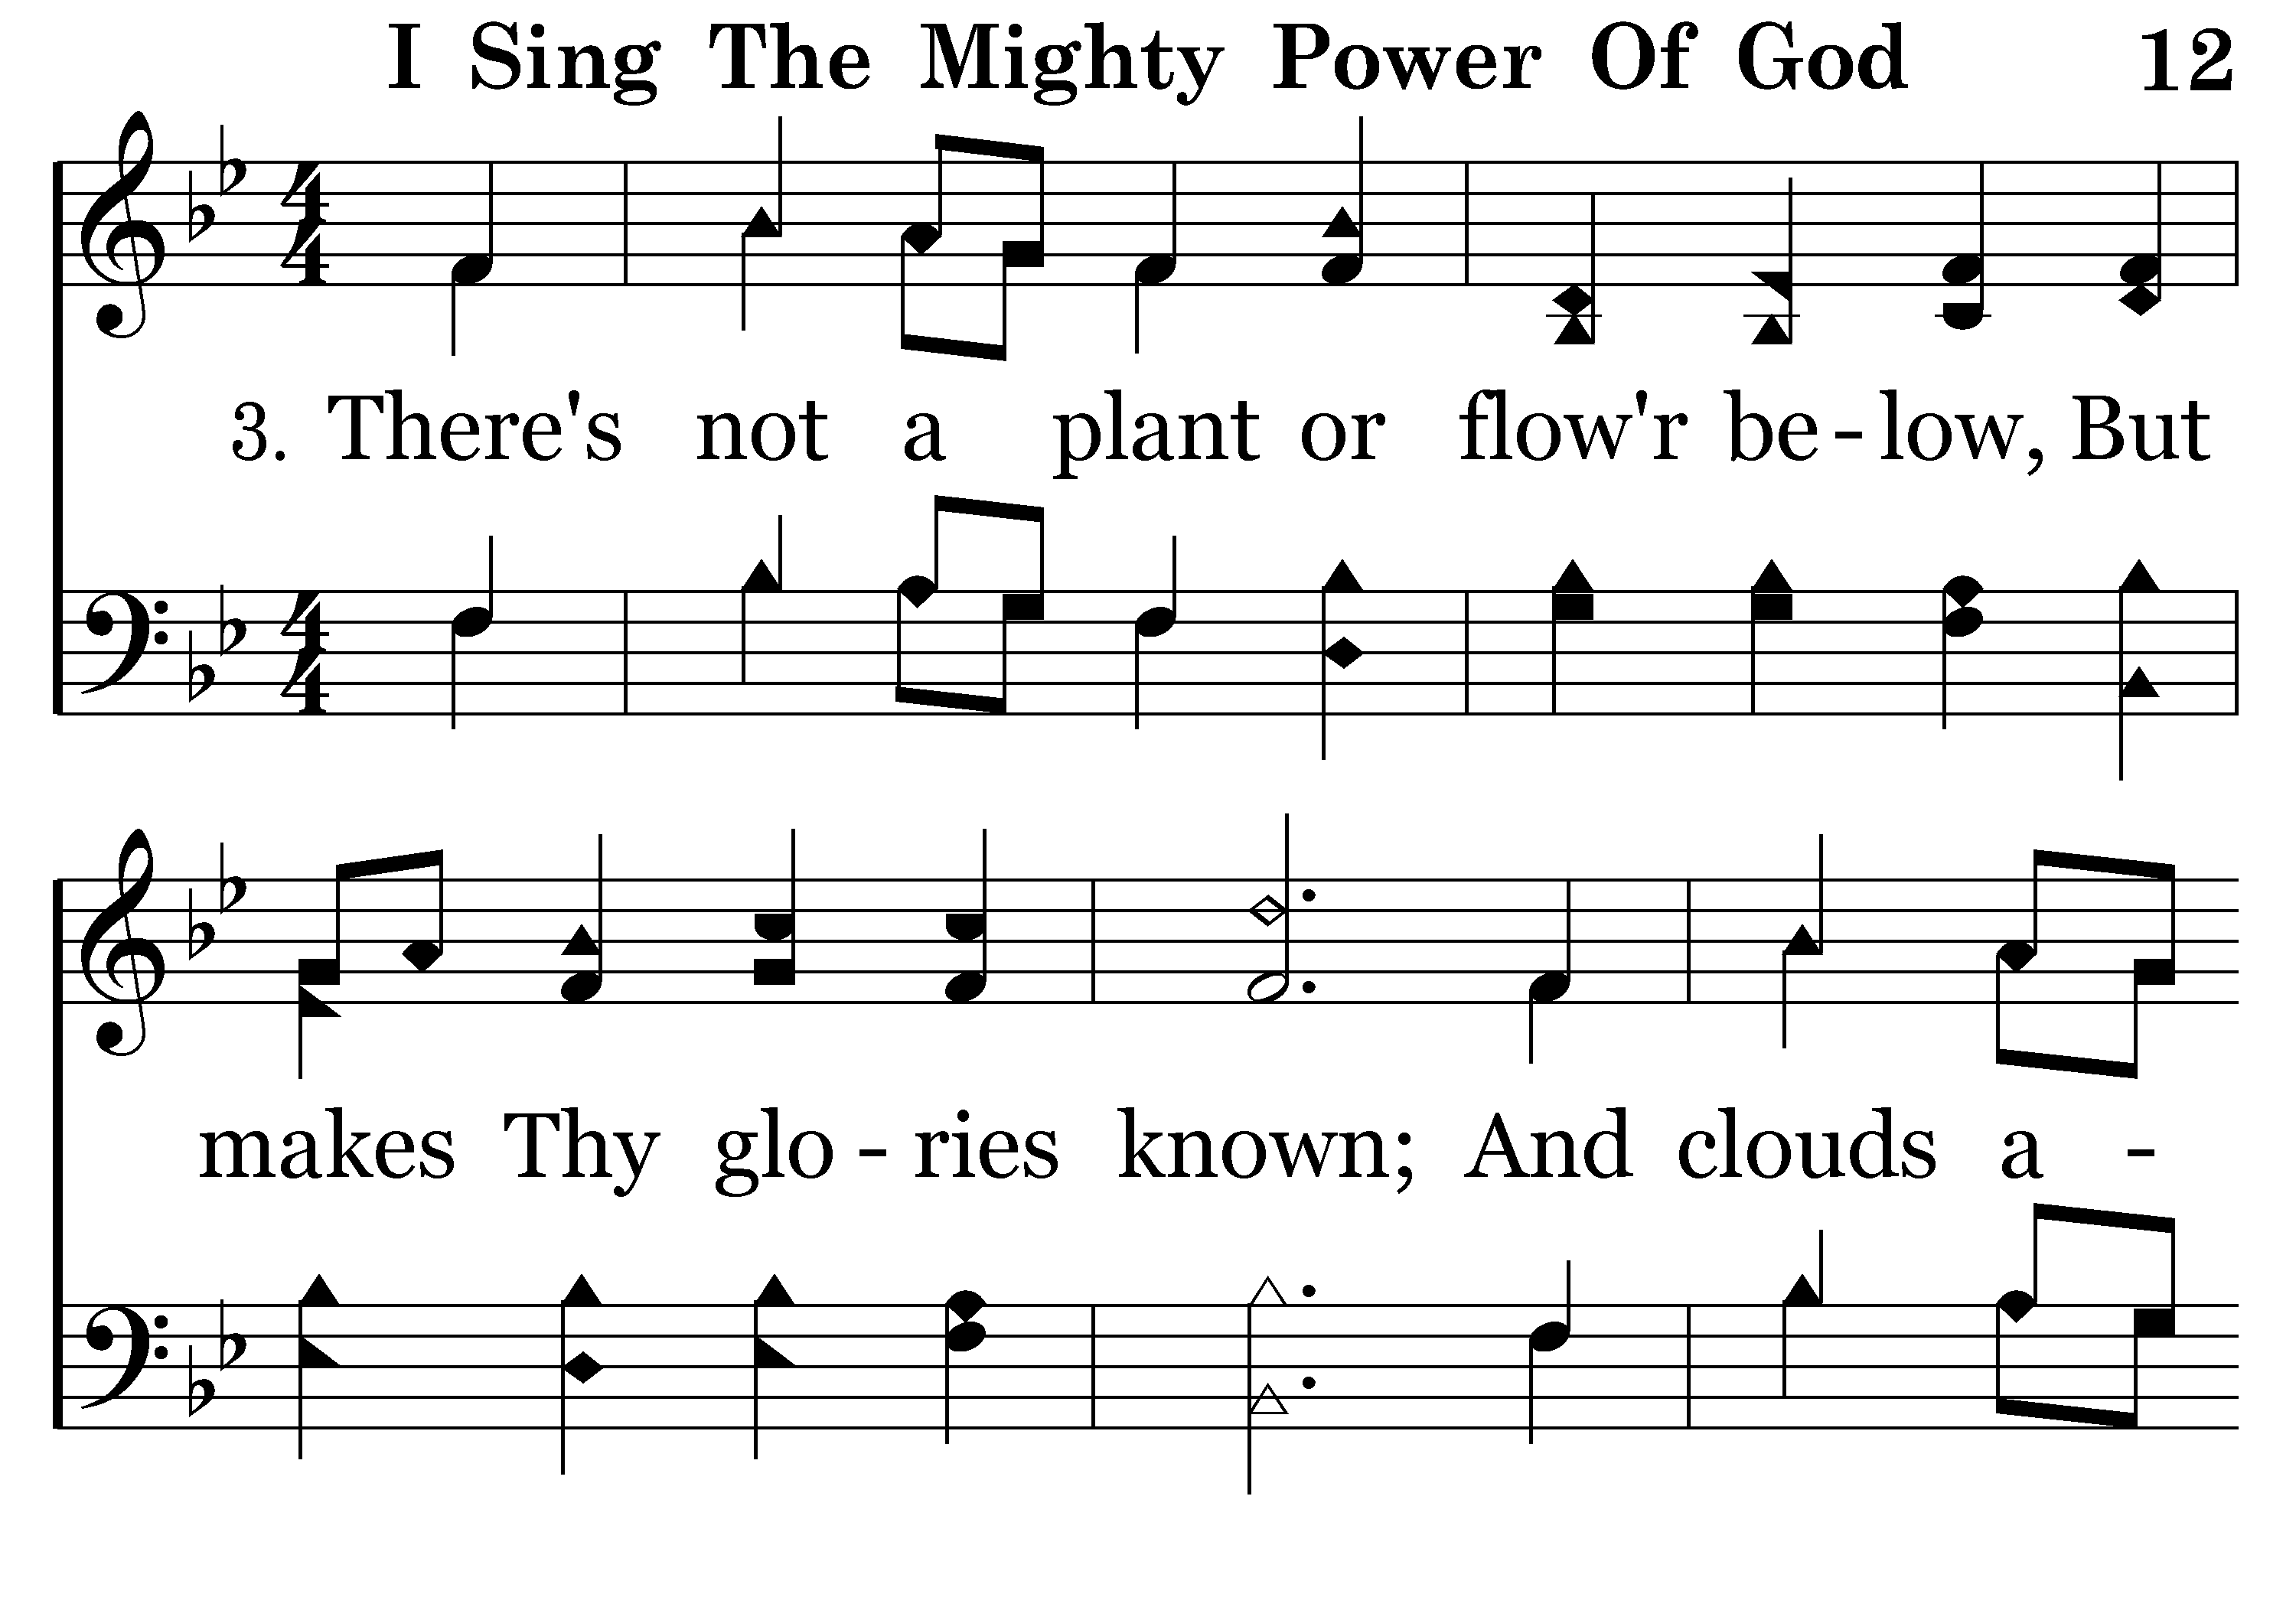 I Sing The Mighty Power Of God 12
3. There's not a plant or flow'r be - low, But
makes Thy glo - ries known; And clouds a -